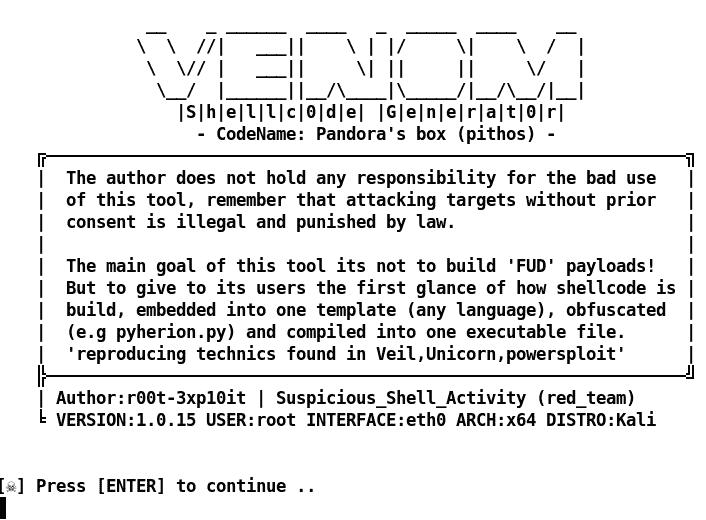 VENOM
|S|h|e|l|l|c|0|d|e| |G|e|n|e|r|a|t|0|r|
- CodeName: Pandora's box (pithos) -
The author does not hold any responsibility for the bad use
of this tool, remember that attacking targets without prior
consent is illegal and punished by law.
The main goal of this tool its not to build 'FUD' payloads!
But to give to its users the first glance of how shellcode is
build, embedded into one template (any language), obfuscated
(e.g pyherion.py) and compiled into one executable file.
'reproducing technics found in Veil,Unicorn,powersploit'
| Author:r00t-3xp10it | Suspicious_Shell_Activity (red_team)
VERSION:1.0.15 USER:root INTERFACE:eth0 ARCH:x64 DISTRO:Kali
[☠] Press [ENTER] to continue ..